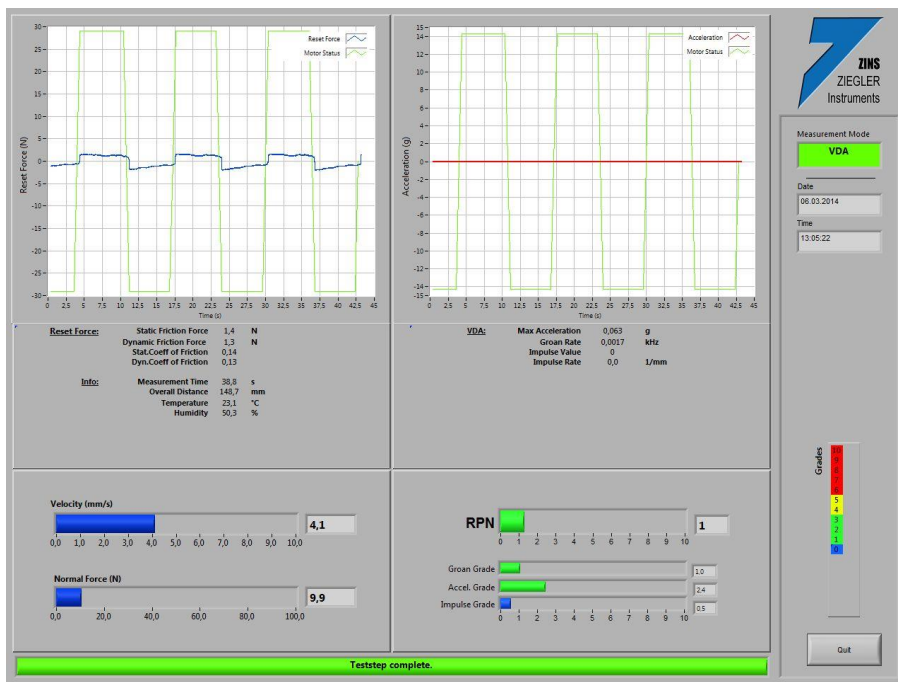 Reset Force
Motor Status
30
25
20
15
10
5
0
-5
-10
-15
-20
-25
-30
Reset Force (N)
0 2.5 5 7.5 10 12.5 15 17.5 20 22.5 25 27.5 30 32.5 35 37.5 40 42.5 45
Time (s)
Acceleration
Motor Status
15
14
12
10
8
6
4
2
0
-2
-4
-6
-8
-10
-12
-14
-15
Acceleration (g)
0 2.5 5 7.5 10 12.5 15 17.5 20 22.5 25 27.5 30 32.5 35 37.5 40 42.5 45
Time (s)
ZINS
ZIEGLER
Instruments
Measurement Mode
VDA
Date
06.03.2014
Time
13:05:22
Reset Force: Static Friction Force 1,4 N
Dynamic Friction Force 1,3 N
Stat.Coeff of Friction 0,14
Dyn.Coeff of Friction 0,13
Info: Measurement Time 38,8 s
Overall Distance 148,7 mm
Temperature 23,1 °C
Humidity 50,3 %
VDA: Max Acceleration 0,063 g
Groan Rate 0,0017 kHz
Impulse Value 0
Impulse Rate 0,0 1/mm
Grades
10
9
8
7
6
5
4
3
2
1
0
Velocity (mm/s)
4,1
0,0 1,0 2,0 3,0 4,0 5,0 6,0 7,0 8,0 9,0 10,0
Normal Force (N)
9,9
0,0 20,0 40,0 60,0 80,0 100,0
RPN 1
0 1 2 3 4 5 6 7 8 9 10
Groan Grade 1.0
Accel. Grade 2.4
Impulse Grade 0.5
0 1 2 3 4 5 6 7 8 9 10
Quit
Teststep complete.